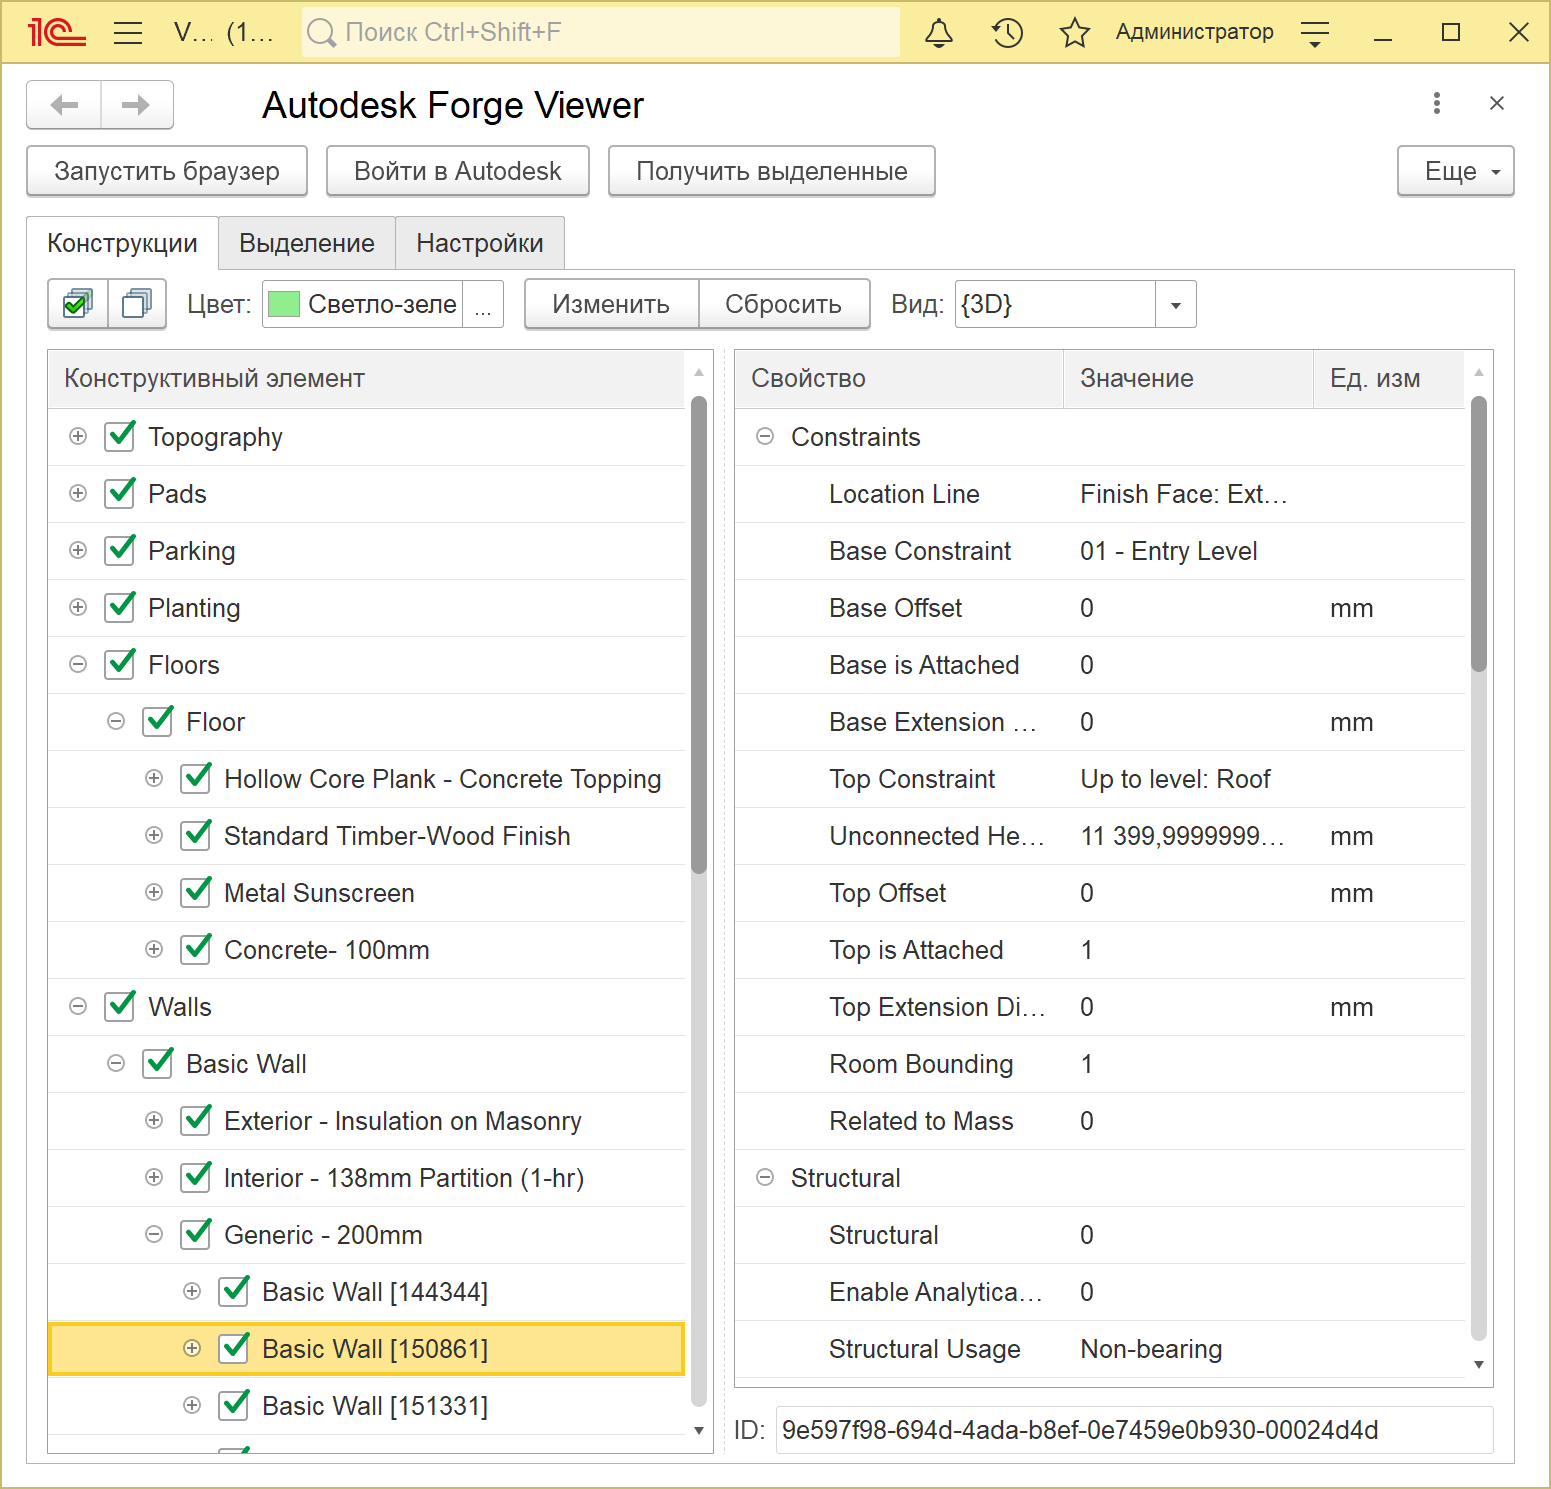 1С V... (1... Поиск Ctrl+Shift+F Администратор
Autodesk Forge Viewer
Запустить браузер Войти в Autodesk Получить выделенные Еще
Конструкции Выделение Настройки
Цвет: Светло-зеле ... Изменить Сбросить Вид: {3D}
Конструктивный элемент Свойство Значение Ед. изм
Topography Constraints
Pads Location Line Finish Face: Ext...
Parking Base Constraint 01 - Entry Level
Planting Base Offset 0 mm
Floors Base is Attached 0
Floor Base Extension ... 0 mm
Hollow Core Plank - Concrete Topping Top Constraint Up to level: Roof
Standard Timber-Wood Finish Unconnected He... 11 399,9999999... mm
Metal Sunscreen Top Offset 0 mm
Concrete- 100mm Top is Attached 1
Walls Top Extension Di... 0 mm
Basic Wall Room Bounding 1
Exterior - Insulation on Masonry Related to Mass 0
Interior - 138mm Partition (1-hr) Structural
Generic - 200mm Structural 0
Basic Wall [144344] Enable Analytica... 0
Basic Wall [150861] Structural Usage Non-bearing
Basic Wall [151331]
ID: 9e597f98-694d-4ada-b8ef-0e7459e0b930-00024d4d